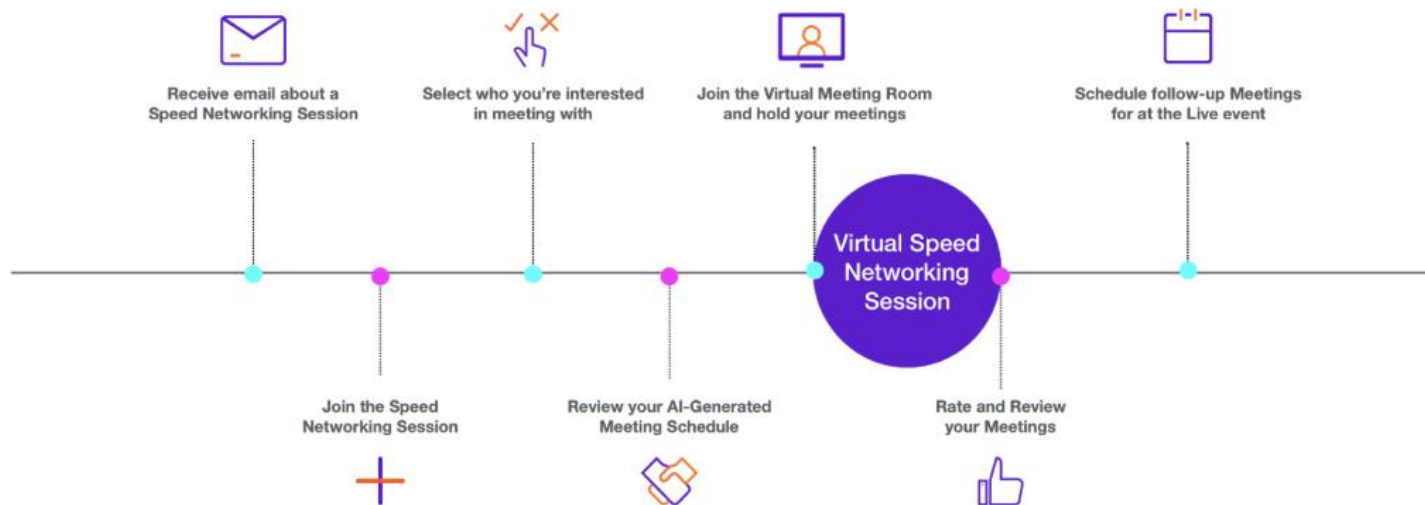 Receive email about a
Speed Networking Session
Select who you're interested
in meeting with
Join the Virtual Meeting Room
and hold your meetings
Schedule follow-up Meetings
for at the Live event
Virtual Speed
Networking
Session
Join the Speed
Networking Session
Review your AI-Generated
Meeting Schedule
Rate and Review
your Meetings